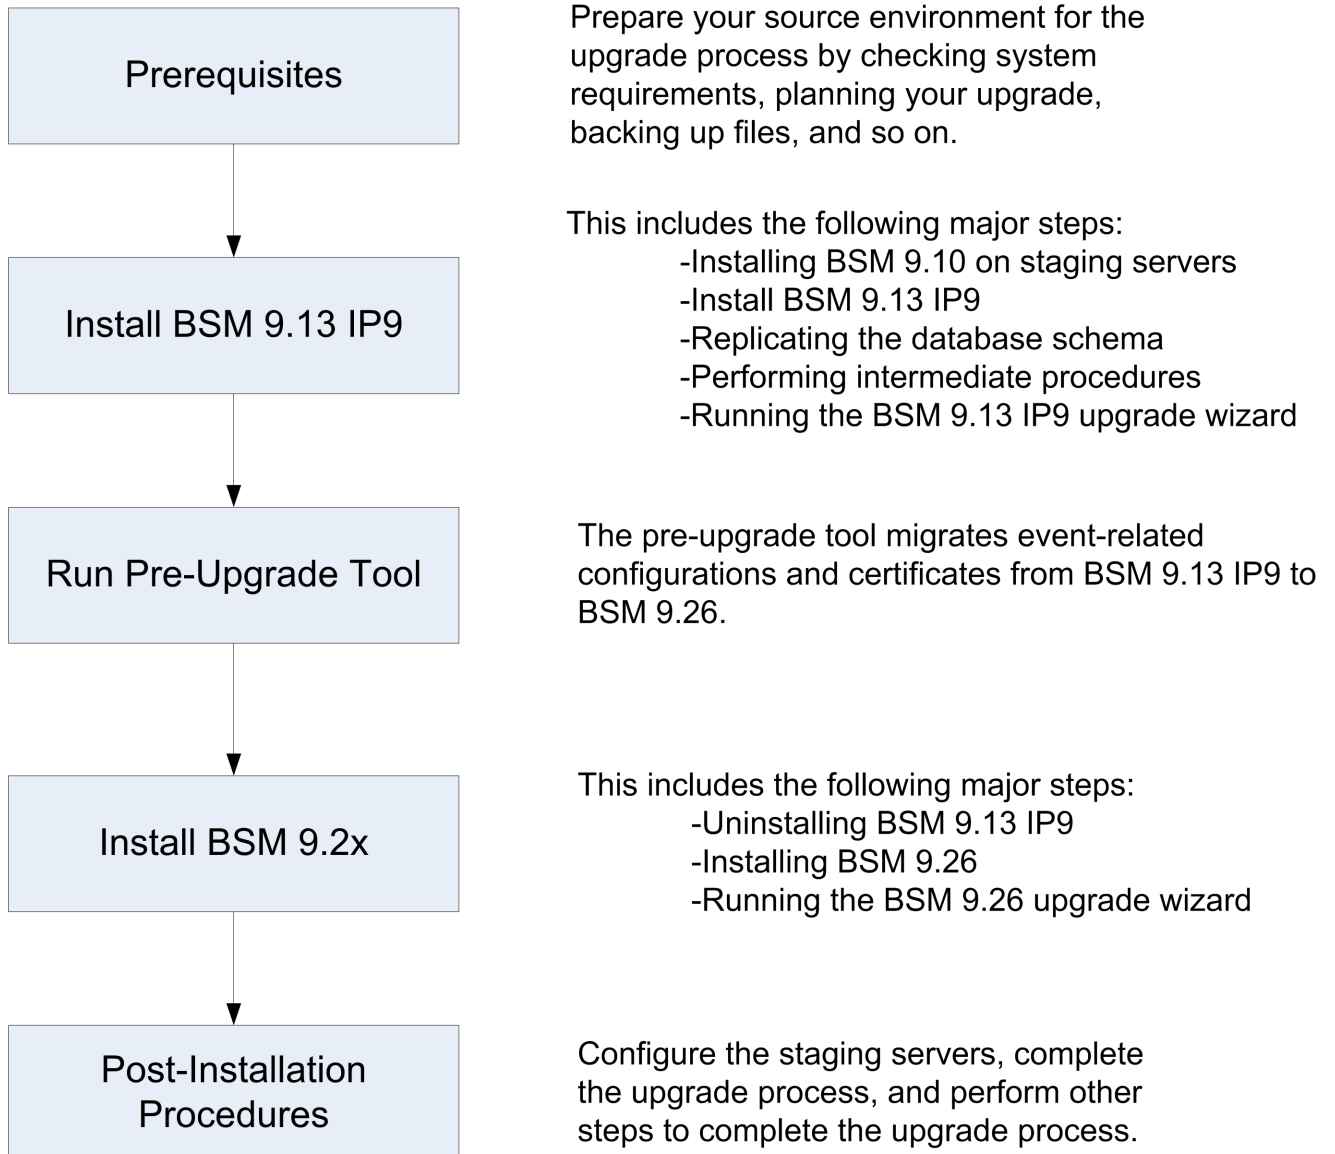 Prerequisites
Prepare your source environment for the
upgrade process by checking system
requirements, planning your upgrade,
backing up files, and so on.
Install BSM 9.13 IP9
This includes the following major steps:
-Installing BSM 9.10 on staging servers
-Install BSM 9.13 IP9
-Replicating the database schema
-Performing intermediate procedures
-Running the BSM 9.13 IP9 upgrade wizard
Run Pre-Upgrade Tool
The pre-upgrade tool migrates event-related
configurations and certificates from BSM 9.13 IP9 to
BSM 9.26.
Install BSM 9.2x
This includes the following major steps:
-Uninstalling BSM 9.13 IP9
-Installing BSM 9.26
-Running the BSM 9.26 upgrade wizard
Post-Installation
Procedures
Configure the staging servers, complete
the upgrade process, and perform other
steps to complete the upgrade process.